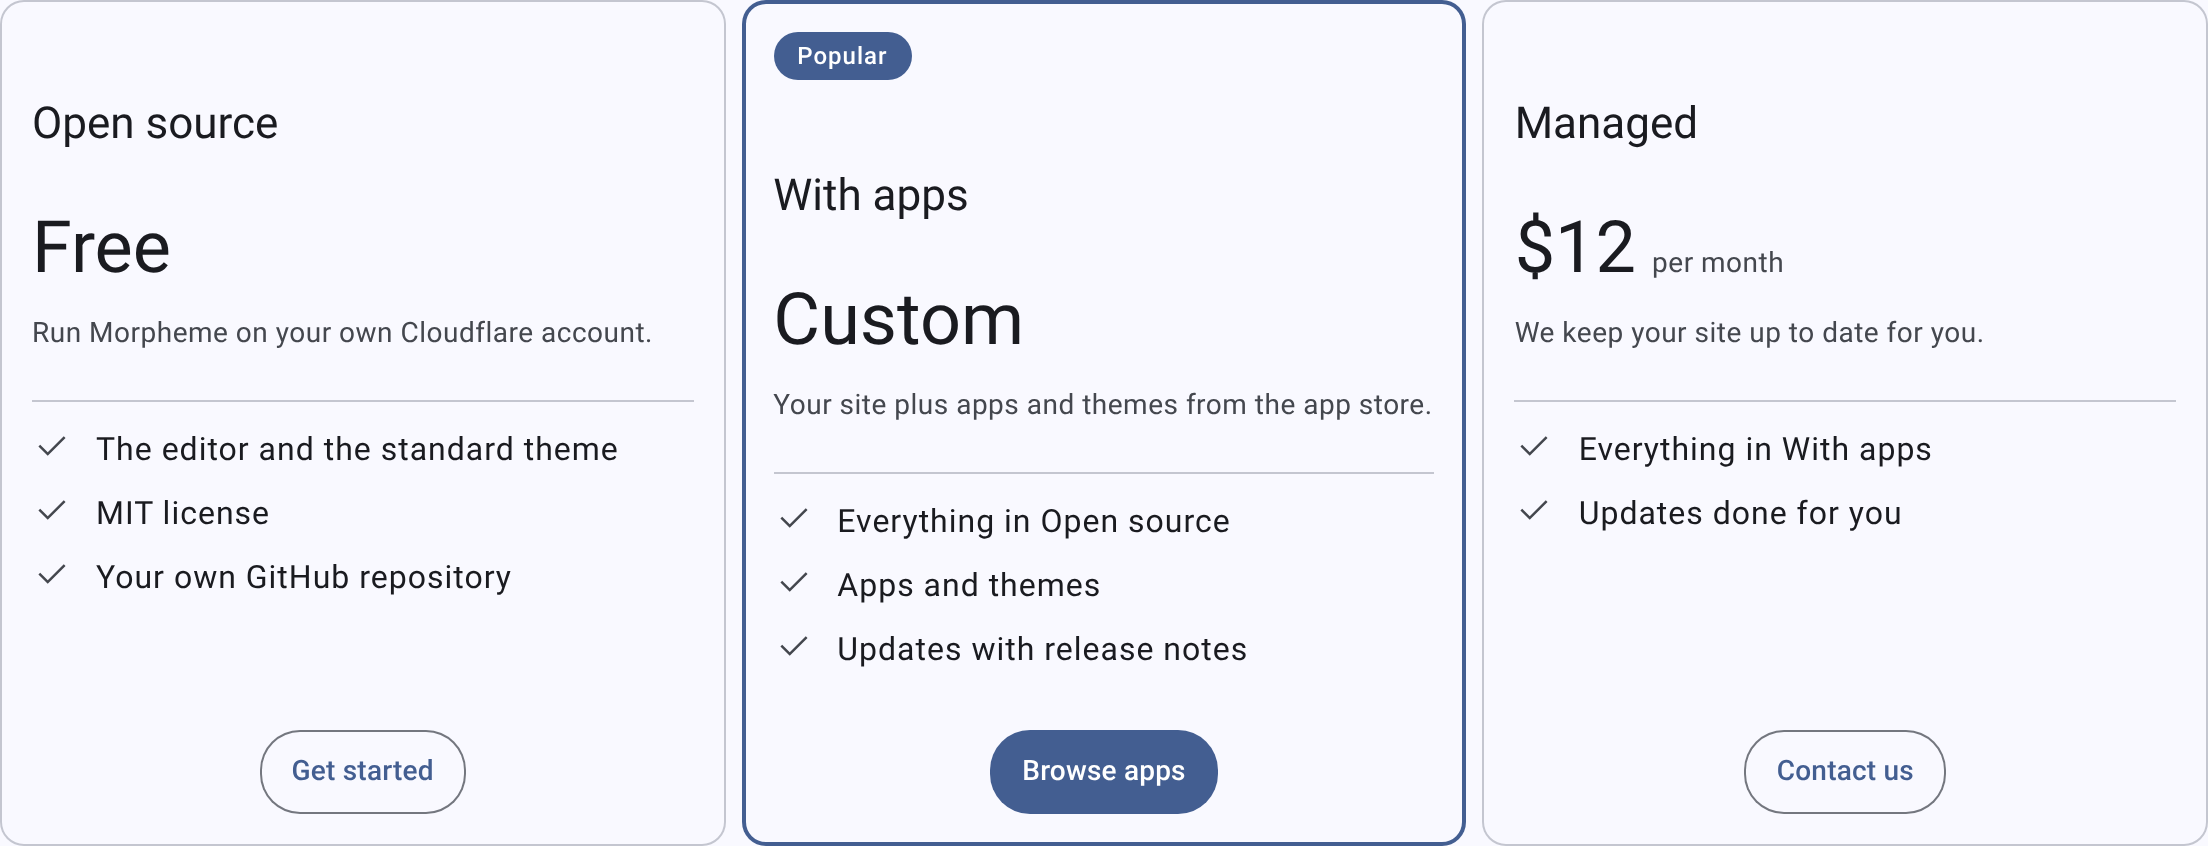 Open source
Free
Run Morpheme on your own Cloudflare account.
The editor and the standard theme
MIT license
Your own GitHub repository
Get started
Popular
With apps
Custom
Your site plus apps and themes from the app store.
Everything in Open source
Apps and themes
Updates with release notes
Browse apps
Managed
$12 per month
We keep your site up to date for you.
Everything in With apps
Updates done for you
Contact us